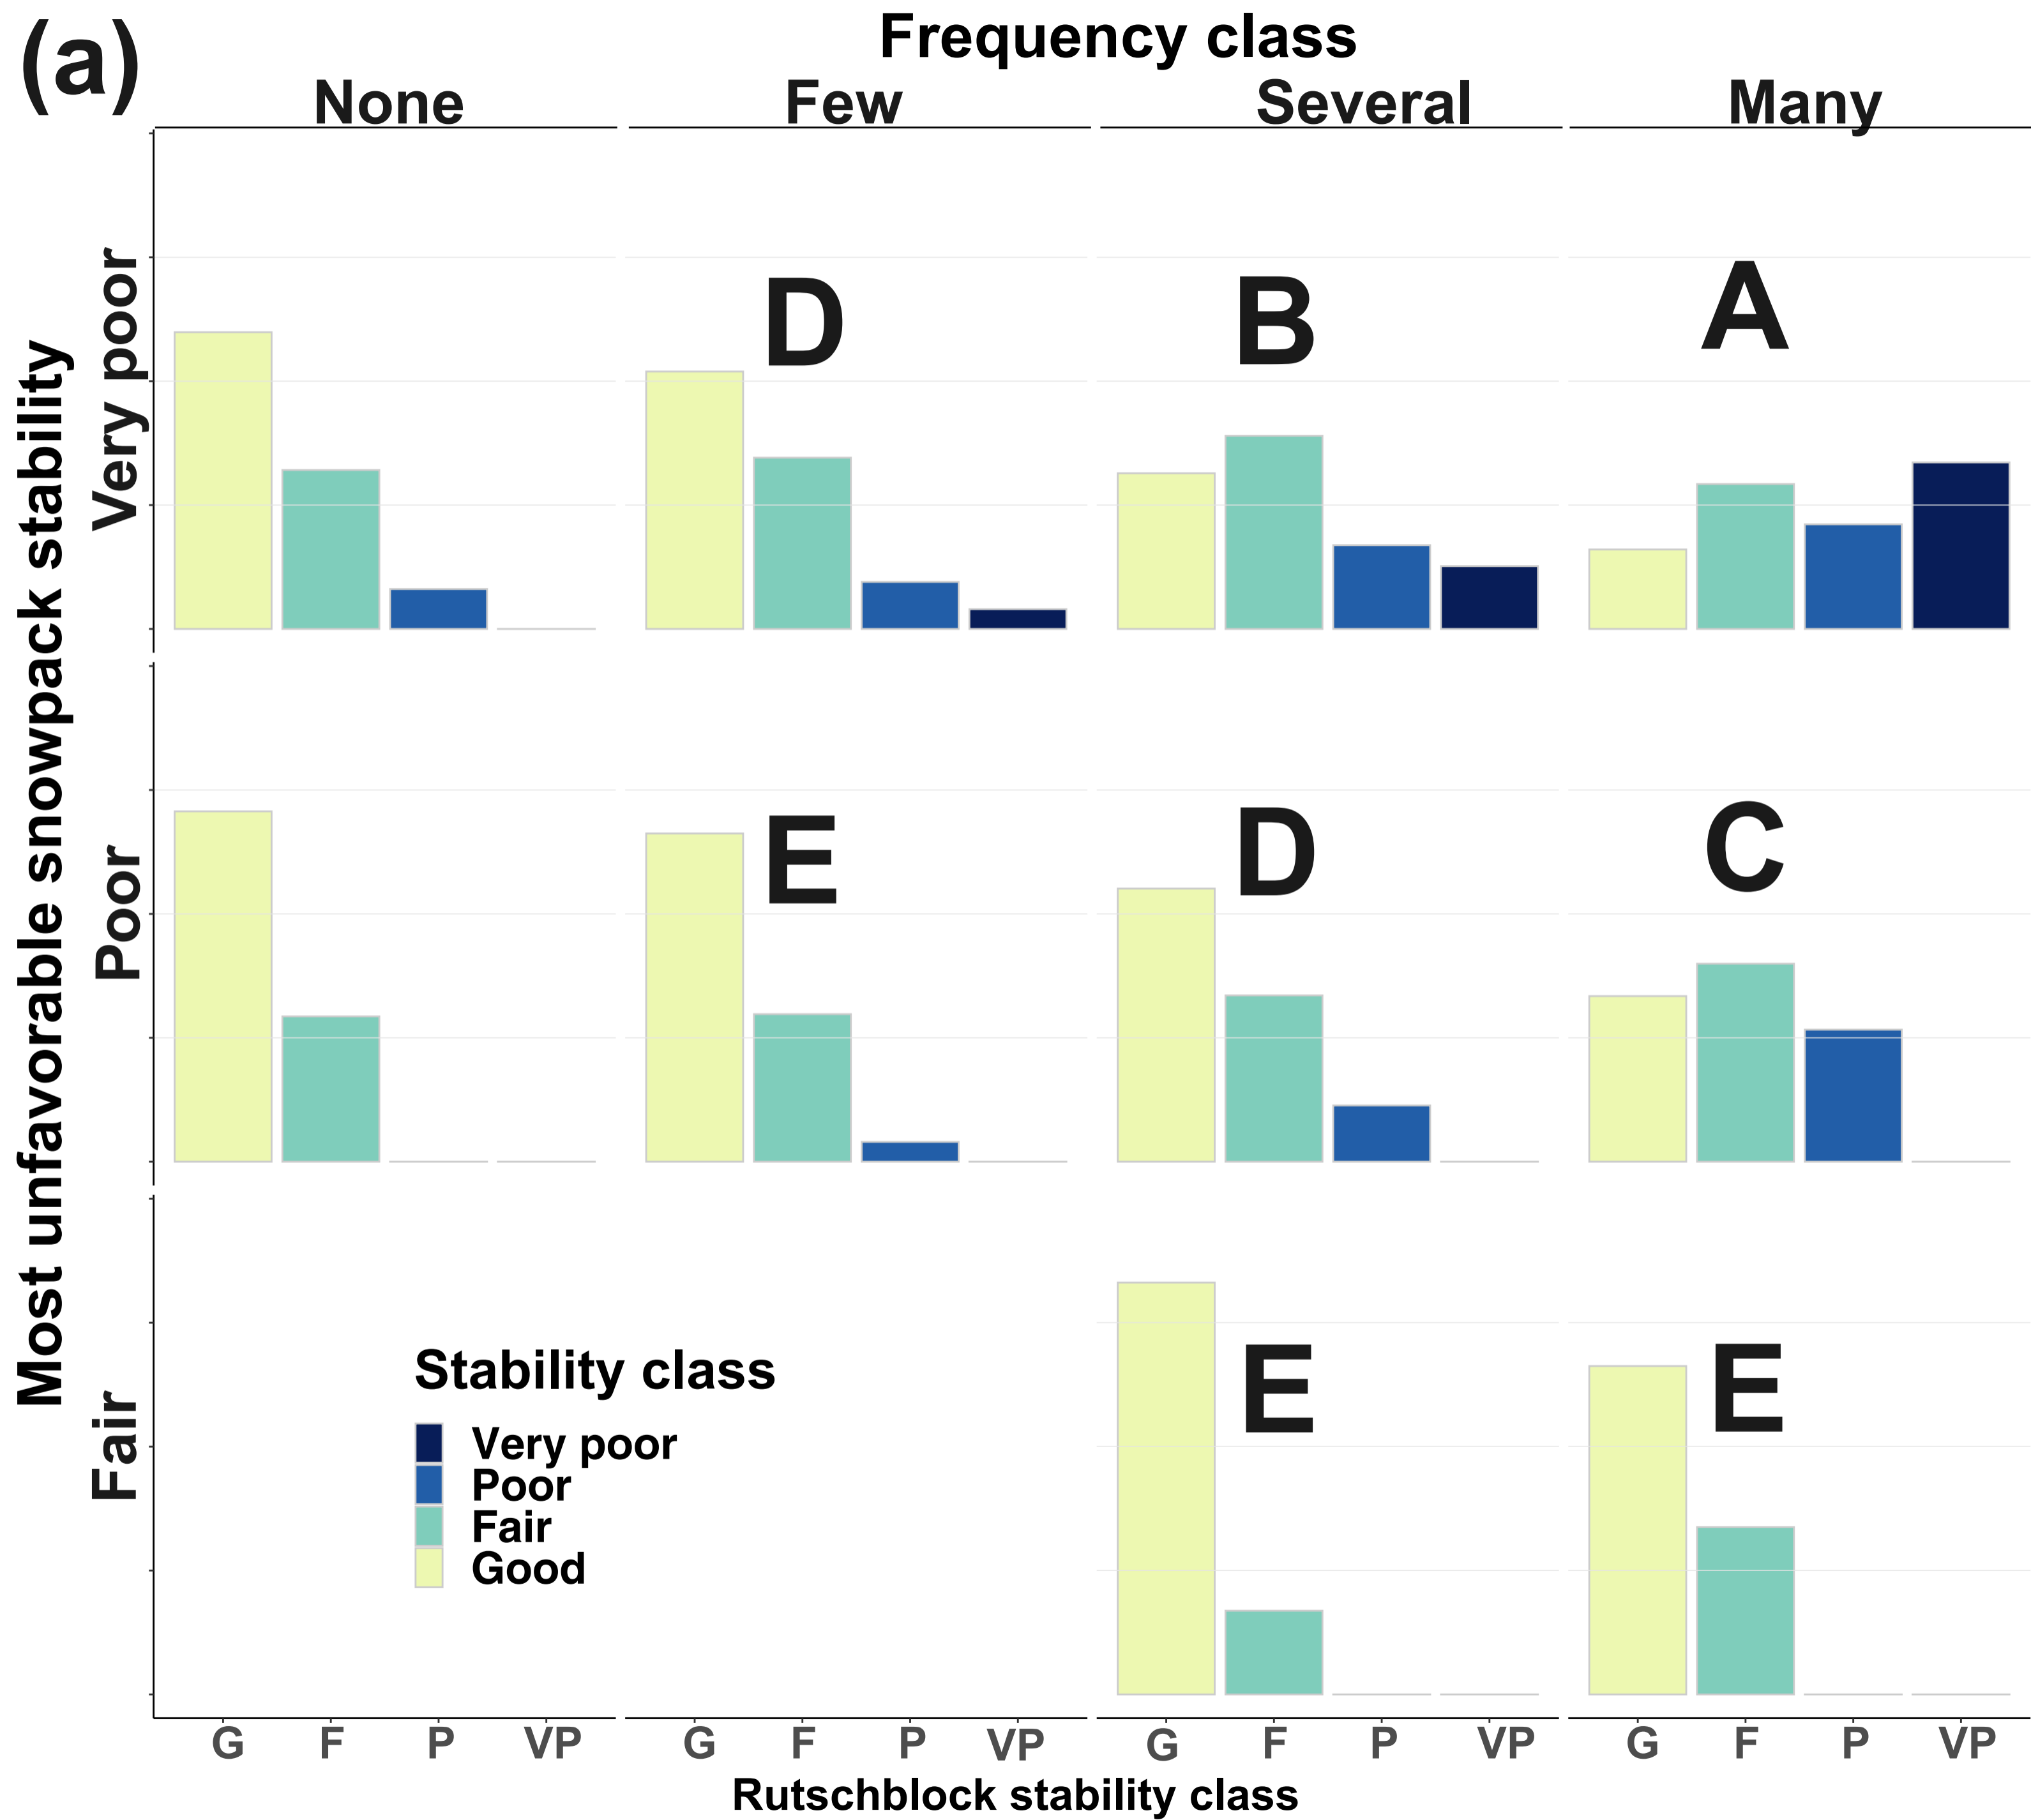 (a)
Frequency class
None Few Several Many
Most unfavorable snowpack stability
Very poor
D B A
Poor
E D C
Fair
E E
Stability class
Very poor
Poor
Fair
Good
G F P VP G F P VP G F P VP G F P VP
Rutschblock stability class